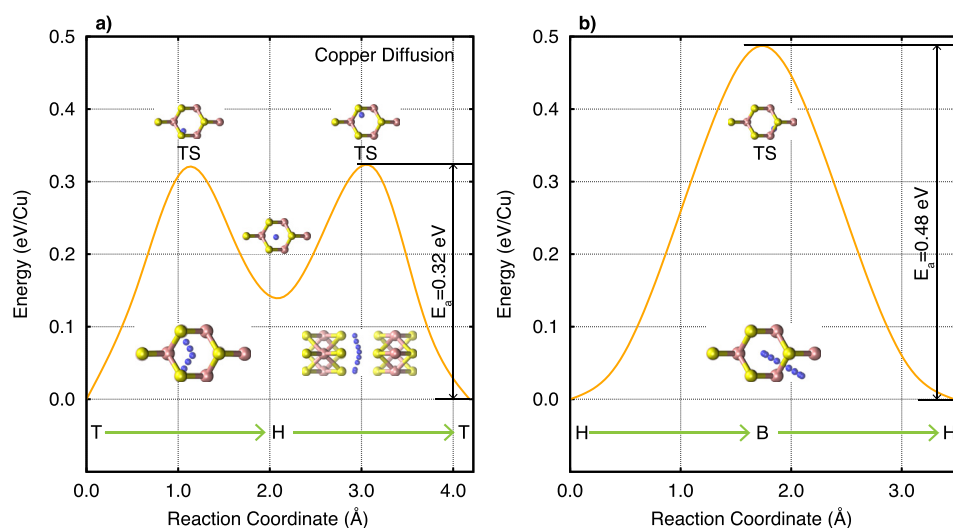 a)
Copper Diffusion
0.5
0.4
0.3
0.2
0.1
0.0
Energy (eV/Cu)
TS
TS
Eₐ=0.32 eV
T H T
0.0 1.0 2.0 3.0 4.0
Reaction Coordinate (Å)
b)
0.5
0.4
0.3
0.2
0.1
0.0
Energy (eV/Cu)
TS
Eₐ=0.48 eV
H B H
0.0 1.0 2.0 3.0
Reaction Coordinate (Å)